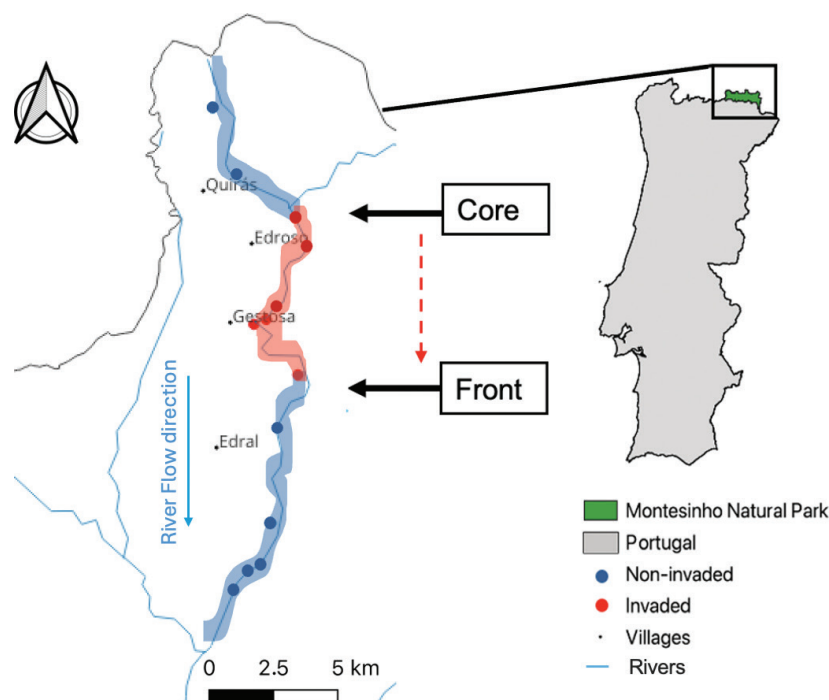 Quirás
Core
Edroso
Gestosa
Front
Edral
River Flow direction
0 2.5 5 km
Montesinho Natural Park
Portugal
Non-invaded
Invaded
Villages
Rivers